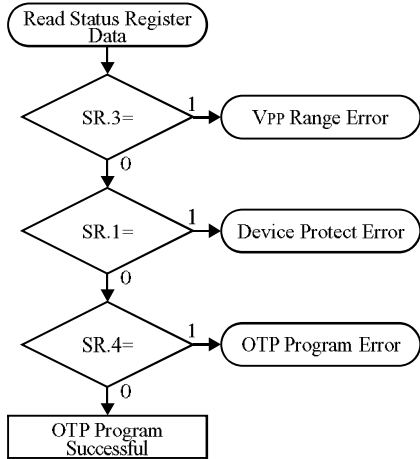 Read Status Register
Data
SR.3=
1
VPP Range Error
0
SR.1=
1
Device Protect Error
0
SR.4=
1
OTP Program Error
0
OTP Program
Successful